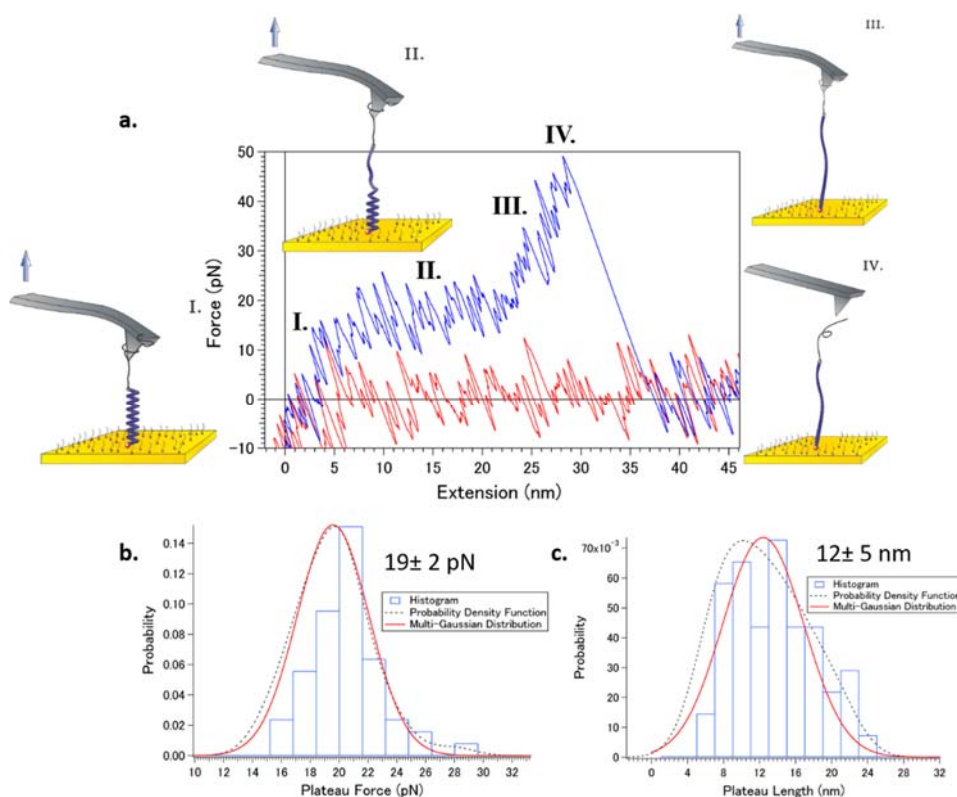 a.
I.
II.
III.
IV.
Force (pN)
50
40
30
20
10
0
-10
I.
II.
III.
IV.
0 5 10 15 20 25 30 35 40 45
Extension (nm)
b.
19± 2 pN
Histogram
Probability Density Function
Multi-Gaussian Distribution
Probability
0.14
0.12
0.10
0.08
0.06
0.04
0.02
0.00
10 12 14 16 18 20 22 24 26 28 30 32
Plateau Force (pN)
c.
12± 5 nm
Histogram
Probability Density Function
Multi-Gaussian Distribution
Probability
70x10⁻³
60
50
40
30
20
10
0
0 4 8 12 16 20 24 28 32
Plateau Length (nm)